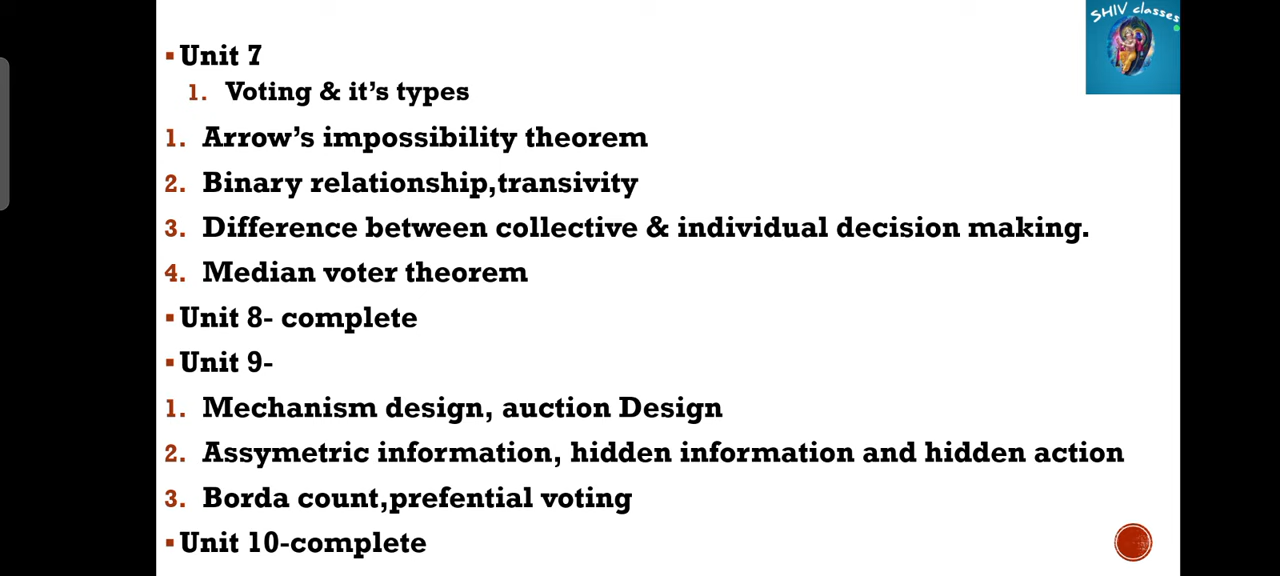 SHIV classes
▪ Unit 7
1. Voting & it's types
1. Arrow's impossibility theorem
2. Binary relationship,transivity
3. Difference between collective & individual decision making.
4. Median voter theorem
▪ Unit 8- complete
▪ Unit 9-
1. Mechanism design, auction Design
2. Assymetric information, hidden information and hidden action
3. Borda count,prefential voting
▪ Unit 10-complete